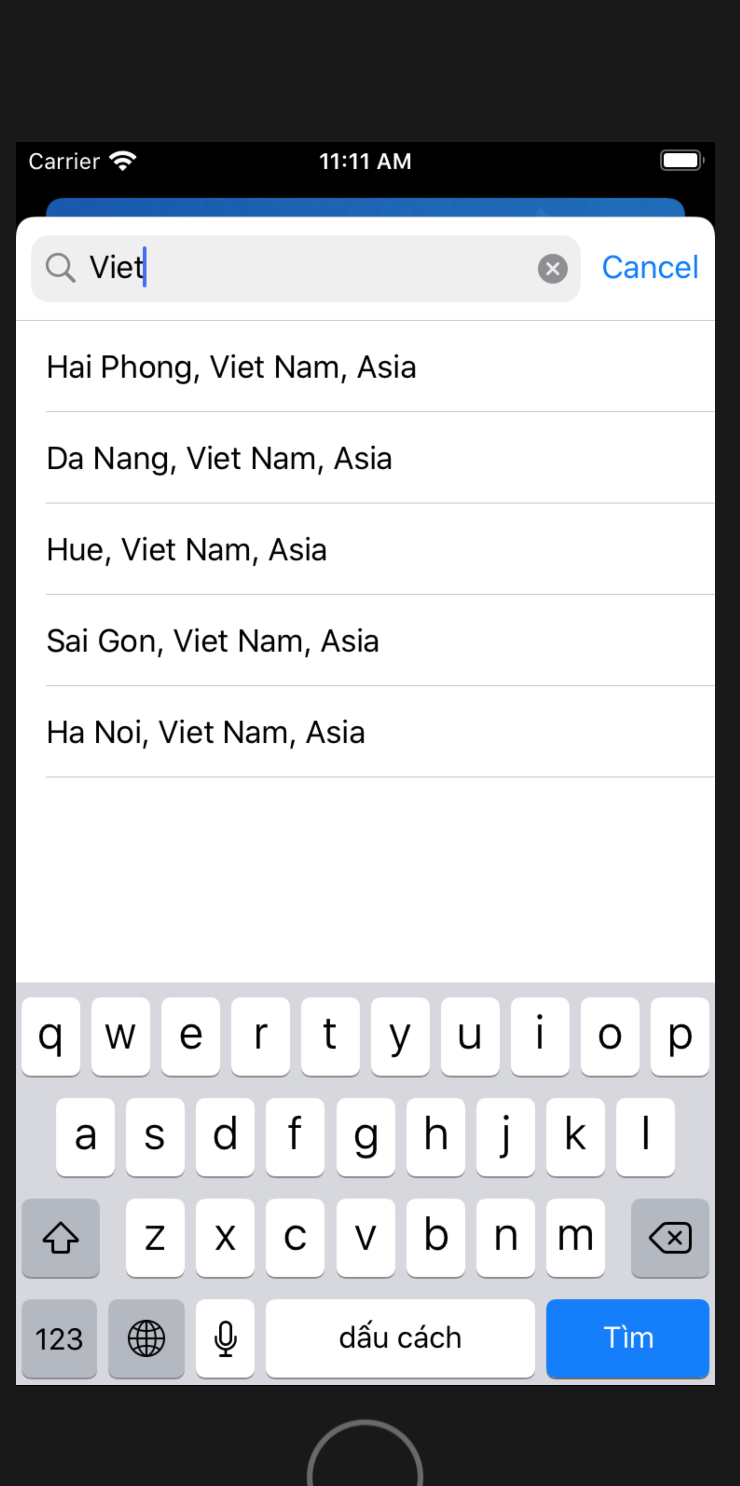 Carrier 11:11 AM
Viet Cancel
Hai Phong, Viet Nam, Asia
Da Nang, Viet Nam, Asia
Hue, Viet Nam, Asia
Sai Gon, Viet Nam, Asia
Ha Noi, Viet Nam, Asia
q w e r t y u i o p
a s d f g h j k l
z x c v b n m
123 dấu cách Tìm